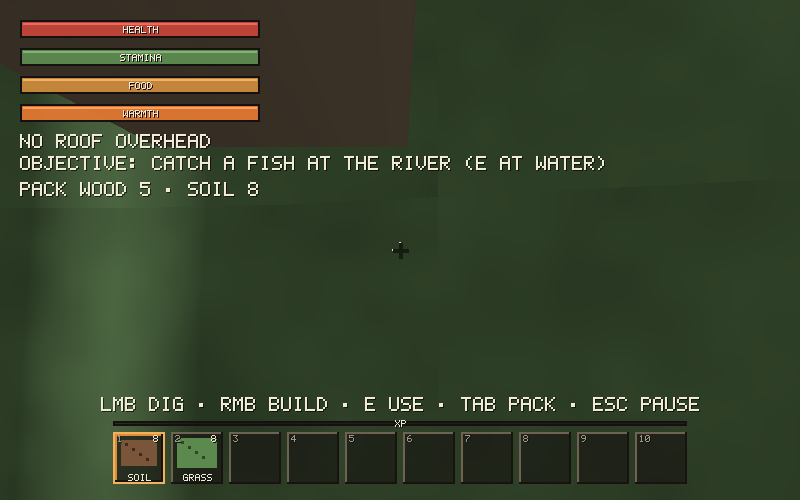 HEALTH
STAMINA
FOOD
WARMTH
NO ROOF OVERHEAD
OBJECTIVE: CATCH A FISH AT THE RIVER (E AT WATER)
PACK WOOD 5 · SOIL 8
LMB DIG · RMB BUILD · E USE · TAB PACK · ESC PAUSE
XP
1 8 2 8 3 4 5 6 7 8 9 10
SOIL GRASS